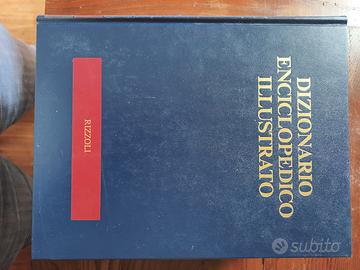 DIZIONARIO
ENCICLOPEDICO
ILLUSTRATO
RIZZOLI
subito